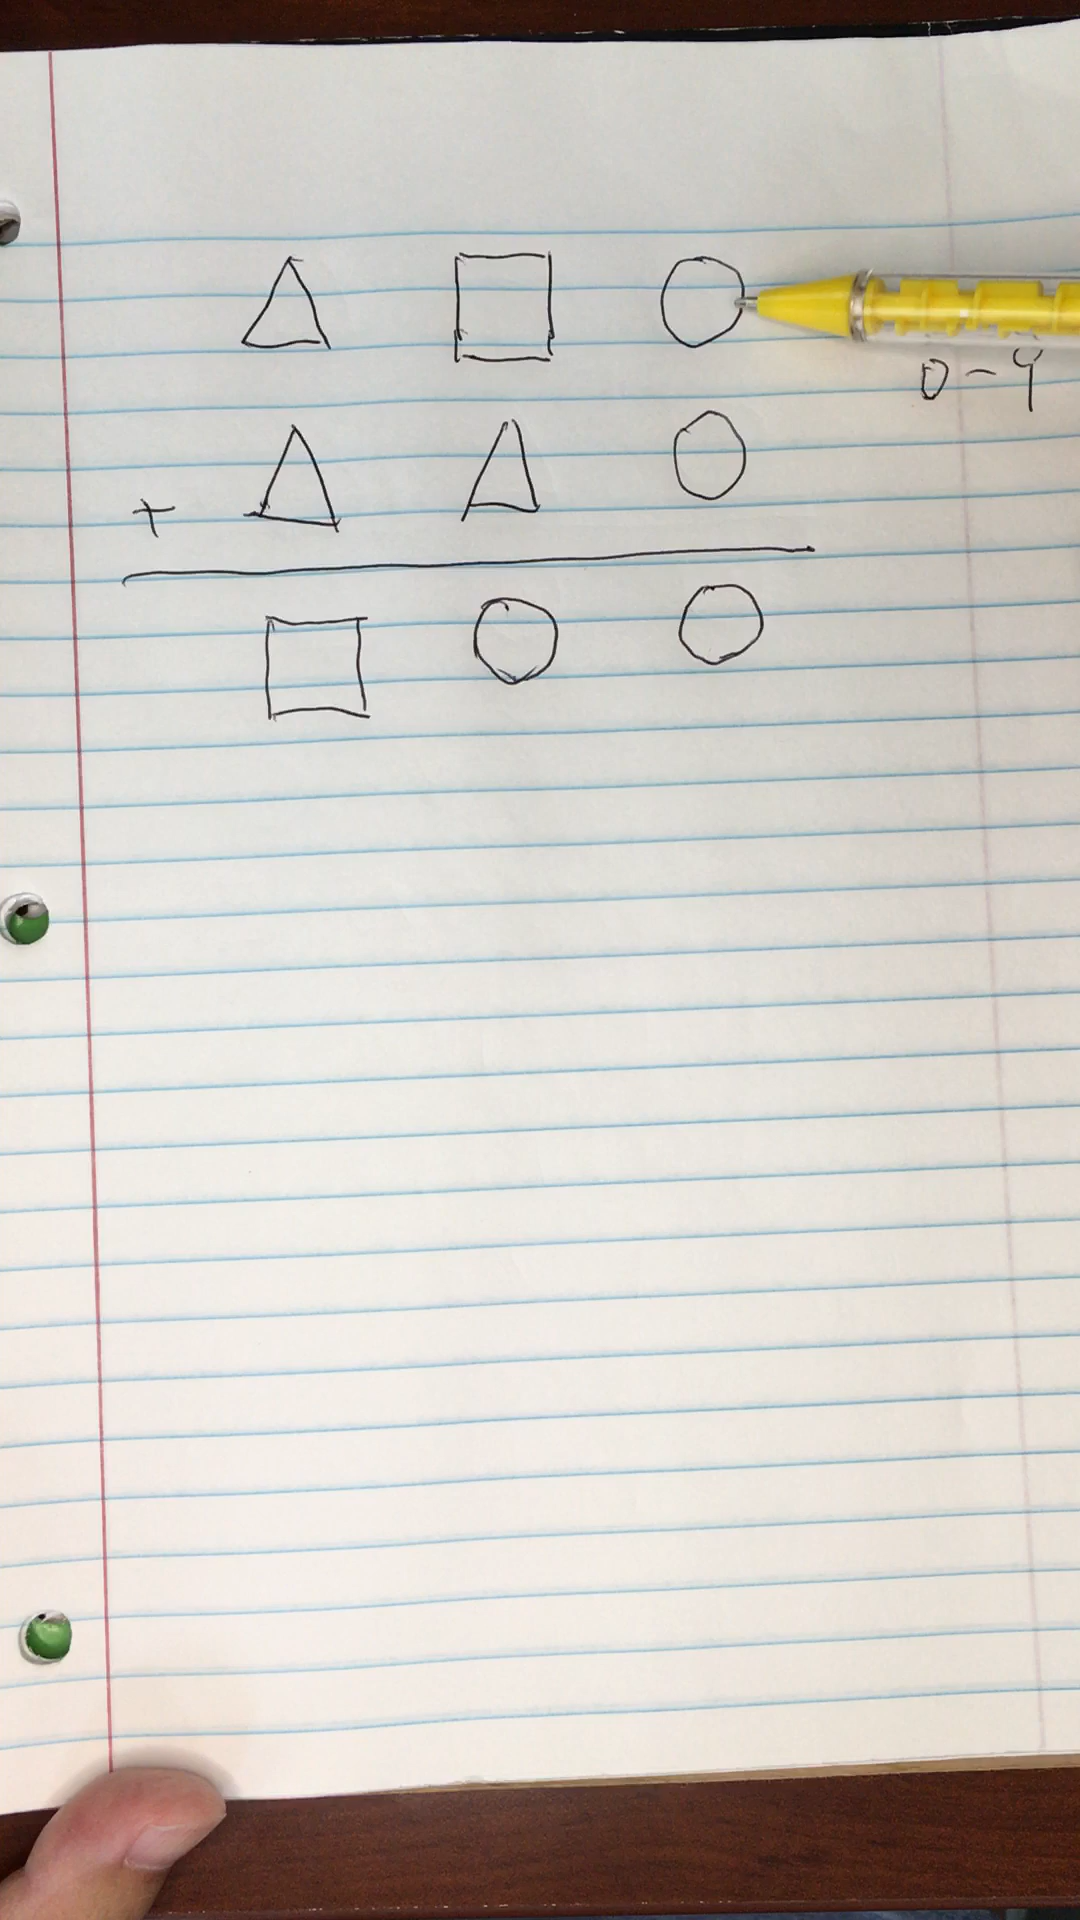 △ □ ○
0-9
+ △ △ ○
□ ○ ○